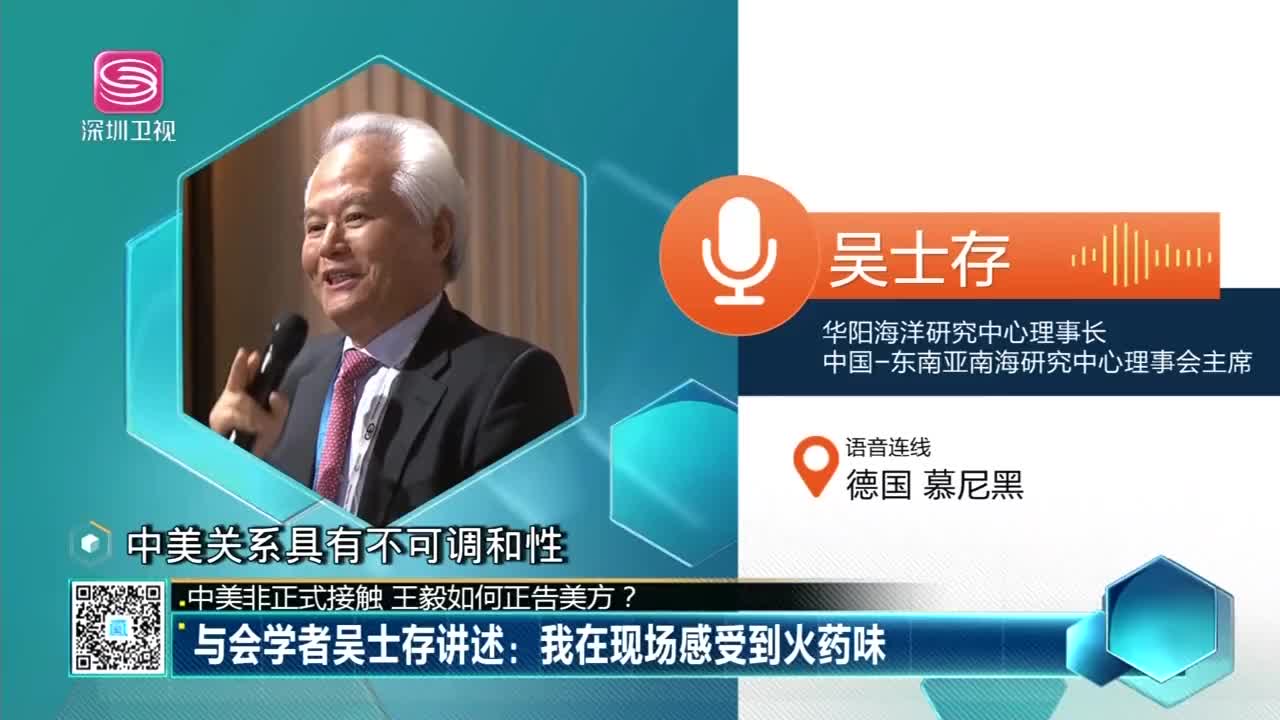 深圳卫视
吴士存
华阳海洋研究中心理事长
中国-东南亚南海研究中心理事会主席
语音连线
德国 慕尼黑
中美关系具有不可调和性
中美非正式接触 王毅如何正告美方？
与会学者吴士存讲述：我在现场感受到火药味